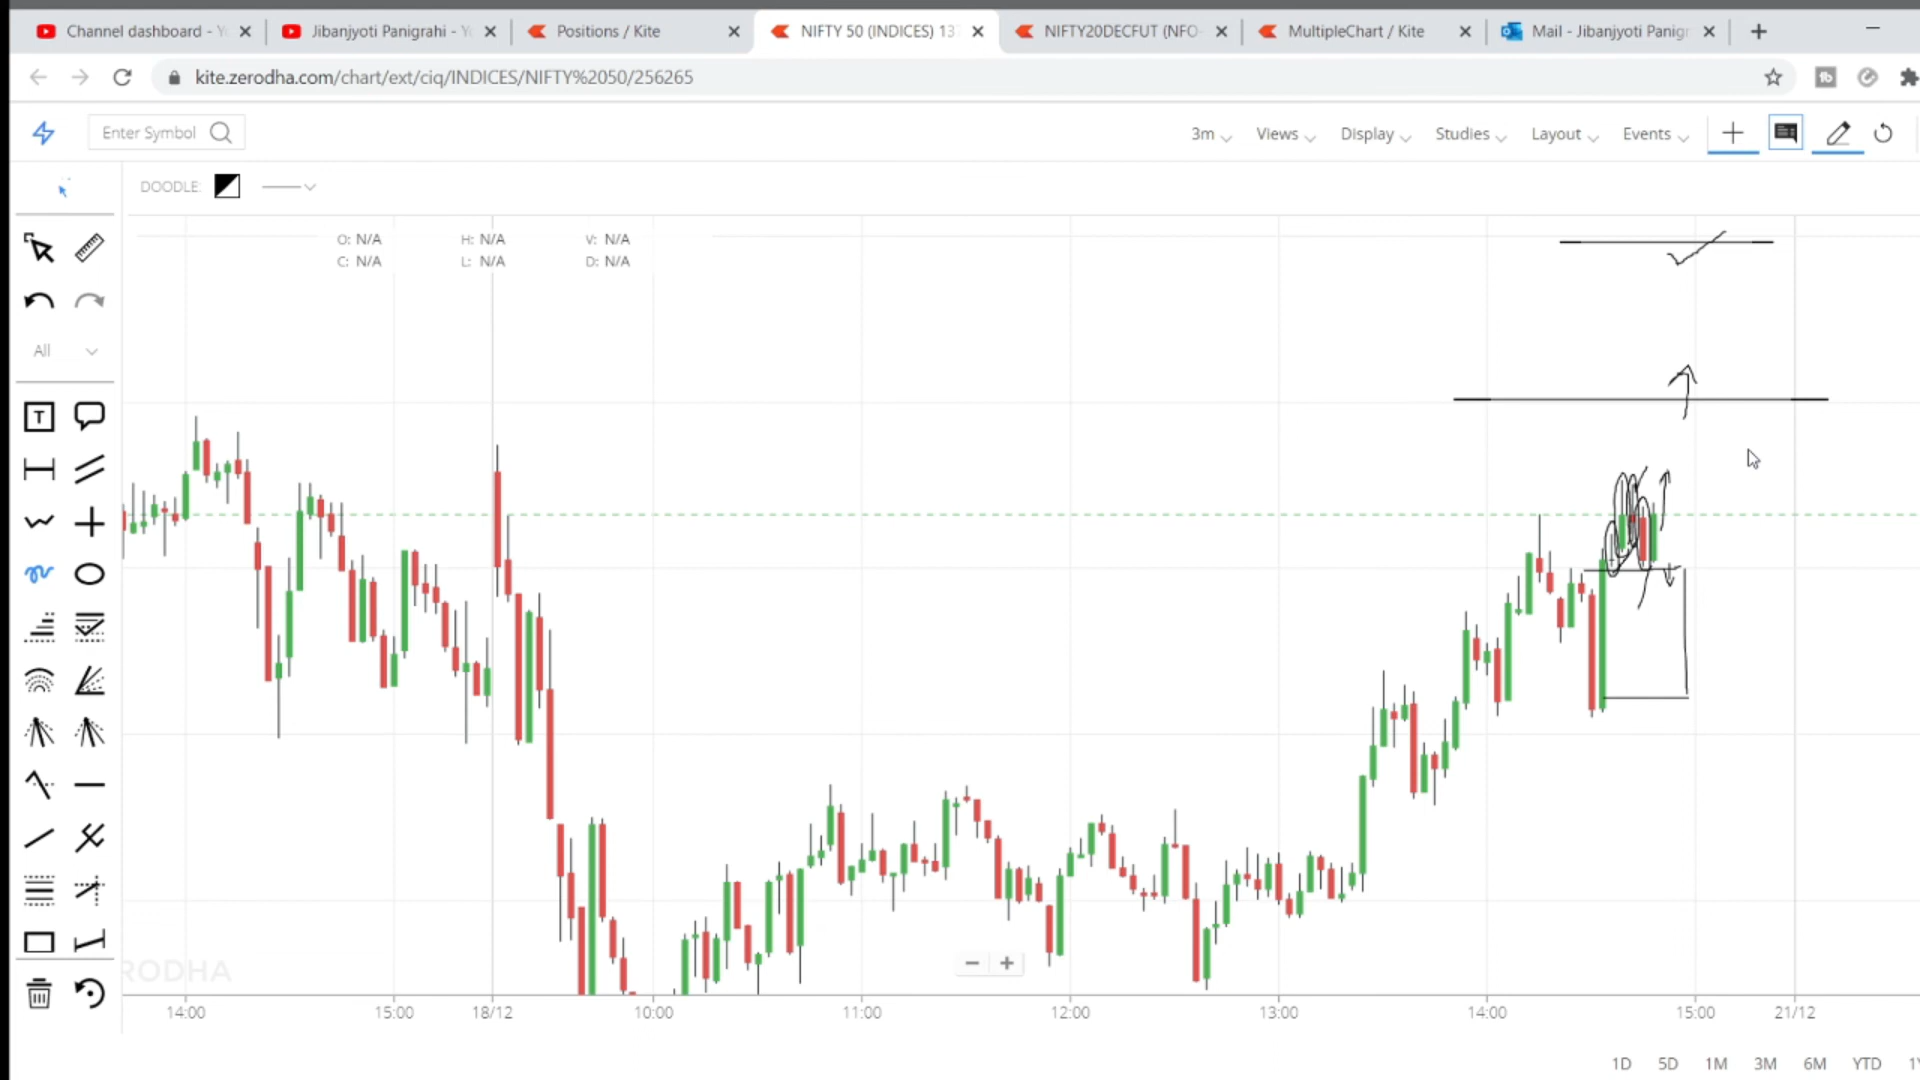 Channel dashboard - Y
Jibanjyoti Panigrahi - Y
Positions / Kite
NIFTY 50 (INDICES) 13
NIFTY20DECFUT (NFO-
MultipleChart / Kite
Mail - Jibanjyoti Panigr
kite.zerodha.com/chart/ext/ciq/INDICES/NIFTY%2050/256265
Enter Symbol
3m
Views
Display
Studies
Layout
Events
DOODLE:
O: N/A H: N/A V: N/A
C: N/A L: N/A D: N/A
All
T
RODHA
14:00 15:00 18/12 10:00 11:00 12:00 13:00 14:00 15:00 21/12
1D 5D 1M 3M 6M YTD 1Y